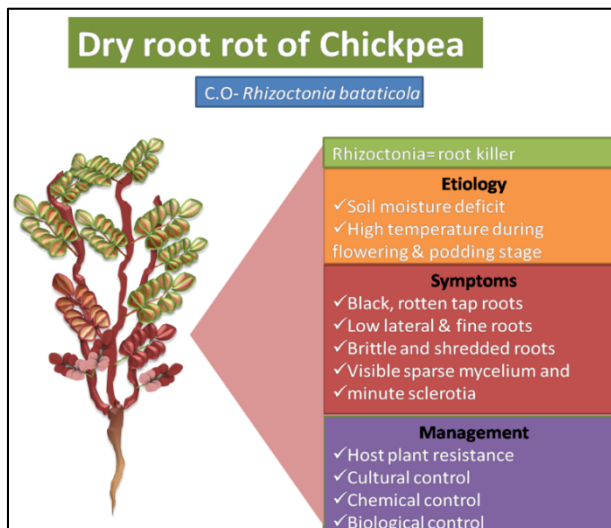 Dry root rot of Chickpea
C.O- Rhizoctonia bataticola
Rhizoctonia= root killer
Etiology
✓Soil moisture deficit
✓High temperature during
flowering & podding stage
Symptoms
✓Black, rotten tap roots
✓Low lateral & fine roots
✓Brittle and shredded roots
✓Visible sparse mycelium and
✓minute sclerotia
Management
✓Host plant resistance
✓Cultural control
✓Chemical control
✓Biological control